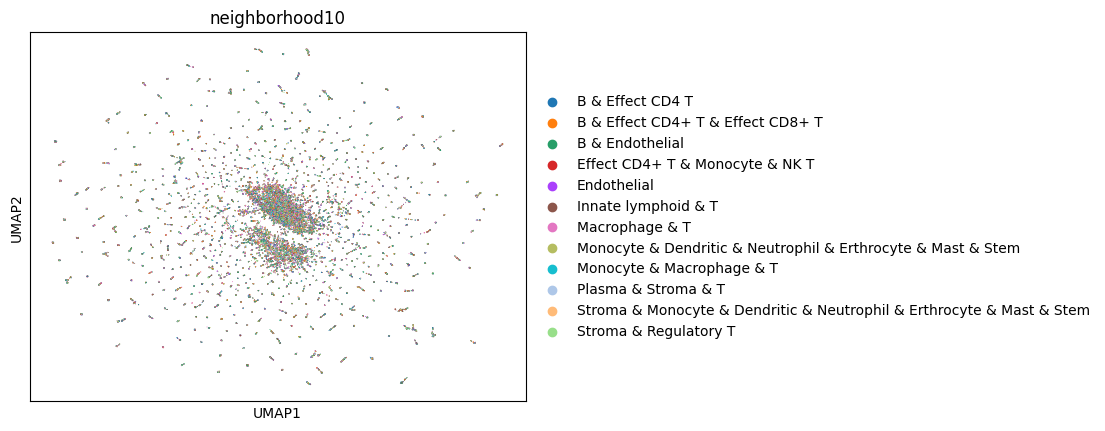 neighborhood10
UMAP2
UMAP1
B & Effect CD4 T
B & Effect CD4+ T & Effect CD8+ T
B & Endothelial
Effect CD4+ T & Monocyte & NK T
Endothelial
Innate lymphoid & T
Macrophage & T
Monocyte & Dendritic & Neutrophil & Erthrocyte & Mast & Stem
Monocyte & Macrophage & T
Plasma & Stroma & T
Stroma & Monocyte & Dendritic & Neutrophil & Erthrocyte & Mast & Stem
Stroma & Regulatory T